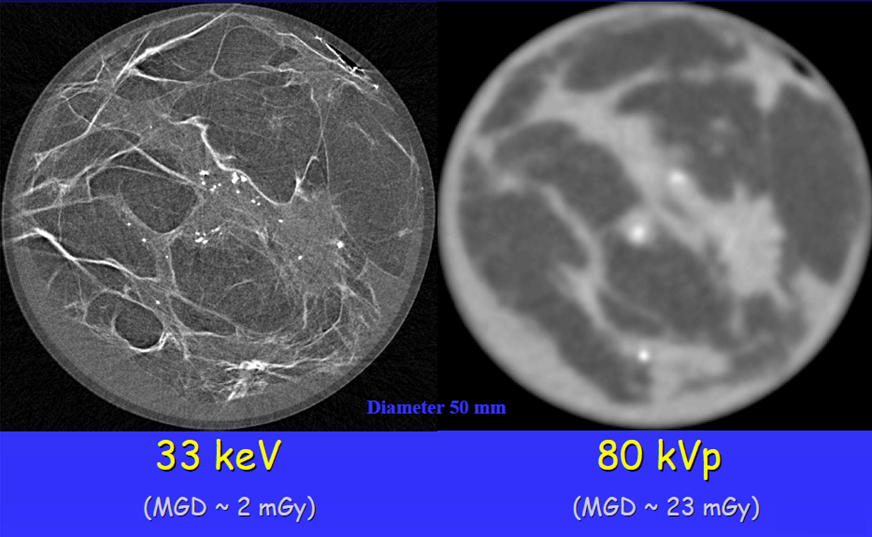 Diameter 50 mm
33 keV
80 kVp
(MGD ~ 2 mGy)
(MGD ~ 23 mGy)